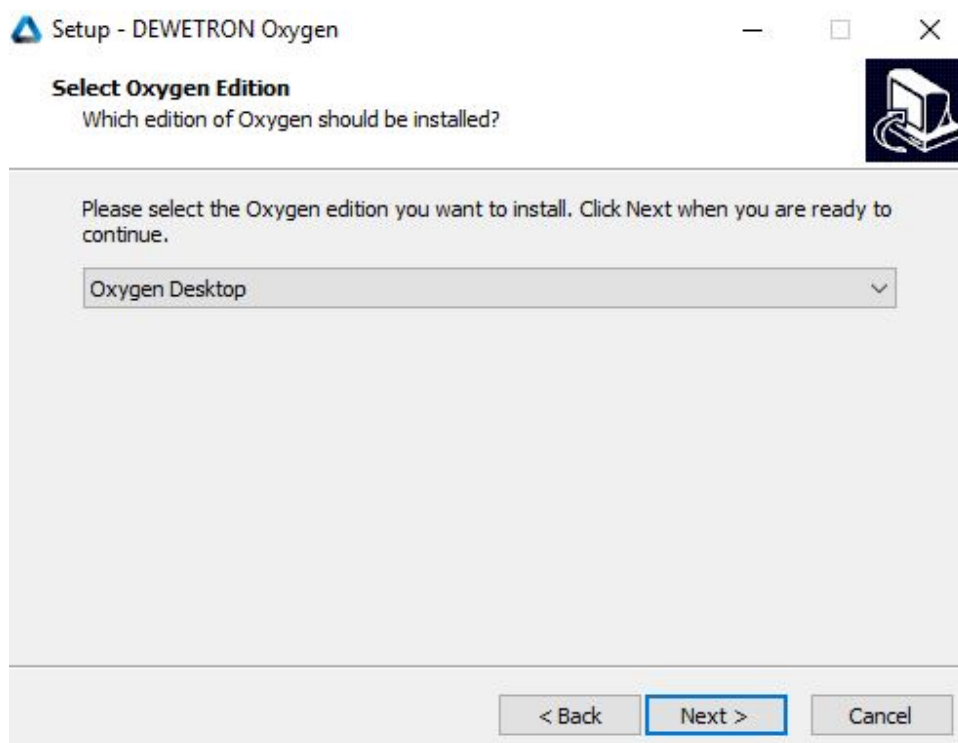 Setup - DEWETRON Oxygen
Select Oxygen Edition
Which edition of Oxygen should be installed?
Please select the Oxygen edition you want to install. Click Next when you are ready to
continue.
Oxygen Desktop
< Back
Next >
Cancel